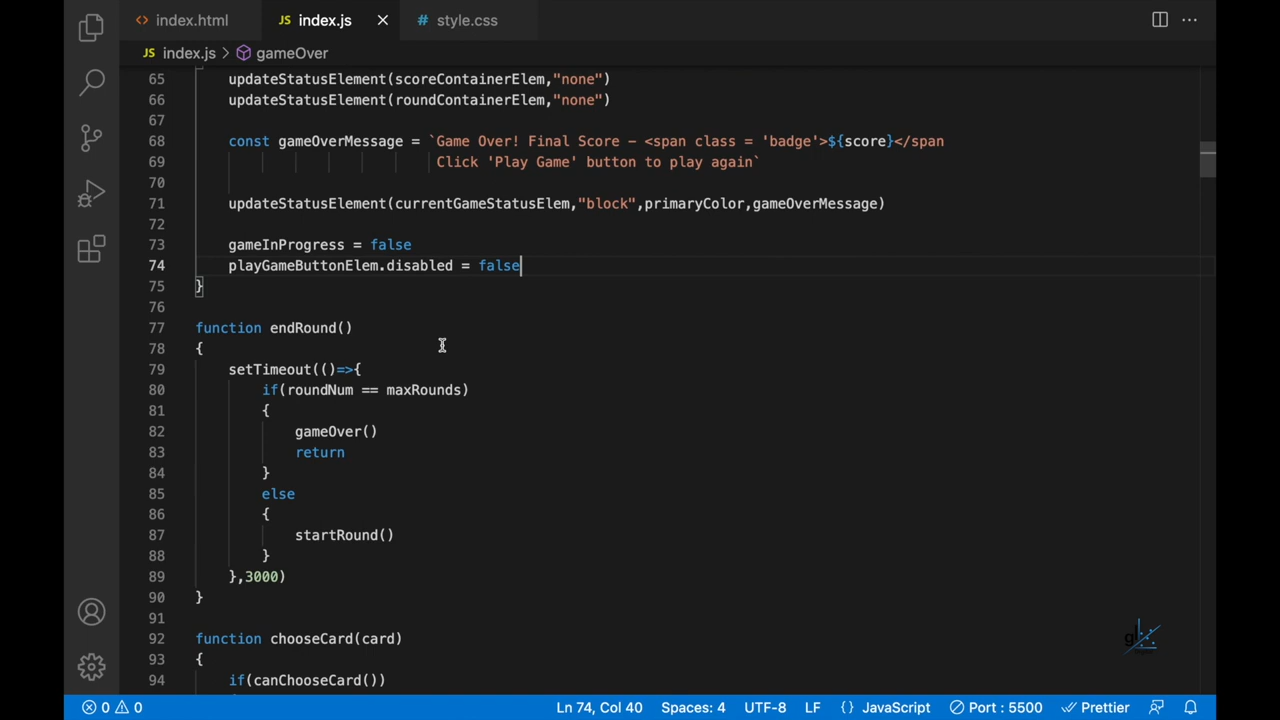 index.html
JS index.js
# style.css
JS index.js > gameOver
65 updateStatusElement(scoreContainerElem,"none")
66 updateStatusElement(roundContainerElem,"none")
67
68 const gameOverMessage = `Game Over! Final Score - <span class = 'badge'>${score}</span
69 Click 'Play Game' button to play again`
70
71 updateStatusElement(currentGameStatusElem,"block",primaryColor,gameOverMessage)
72
73 gameInProgress = false
74 playGameButtonElem.disabled = false
75 }
76
77 function endRound()
78 {
79 setTimeout(()=>{
80 if(roundNum == maxRounds)
81 {
82 gameOver()
83 return
84 }
85 else
86 {
87 startRound()
88 }
89 },3000)
90 }
91
92 function chooseCard(card)
93 {
94 if(canChooseCard())
0 0 Ln 74, Col 40 Spaces: 4 UTF-8 LF {} JavaScript Port : 5500 Prettier